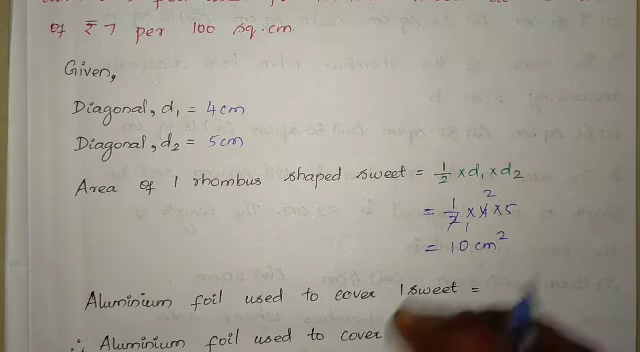 of ₹ 7 per 100 sq.cm.
Given,
Diagonal, d₁ = 4cm
Diagonal, d₂ = 5cm
Area of 1 rhombus shaped sweet = 1/2 x d₁ x d₂
= 1/2 x 4 x 5
2
1
= 10 cm²
Aluminium foil used to cover 1 sweet =
∴ Aluminium foil used to cover